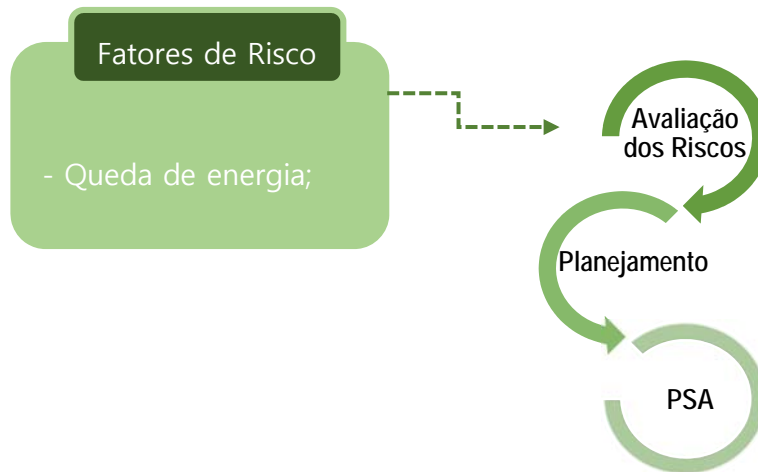 Fatores de Risco
- Queda de energia;
Avaliação
dos Riscos
Planejamento
PSA